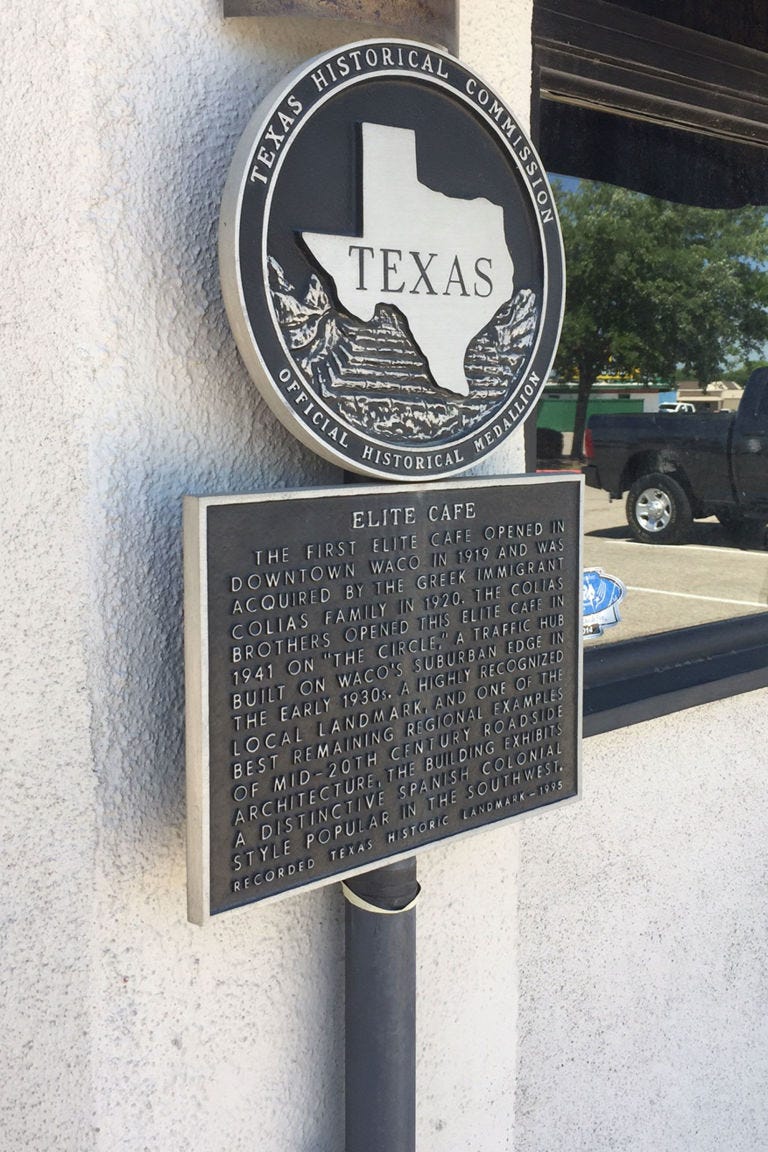 TEXAS HISTORICAL COMMISSION
TEXAS
OFFICIAL HISTORICAL MEDALLION
ELITE CAFE
THE FIRST ELITE CAFE OPENED IN
DOWNTOWN WACO IN 1919 AND WAS
ACQUIRED BY THE GREEK IMMIGRANT
COLIAS FAMILY IN 1920. THE COLIAS
BROTHERS OPENED THIS ELITE CAFE IN
1941 ON "THE CIRCLE," A TRAFFIC HUB
BUILT ON WACO'S SUBURBAN EDGE IN
THE EARLY 1930s. A HIGHLY RECOGNIZED
LOCAL LANDMARK, AND ONE OF THE
BEST REMAINING REGIONAL EXAMPLES
OF MID-20TH CENTURY ROADSIDE
ARCHITECTURE, THE BUILDING EXHIBITS
A DISTINCTIVE SPANISH COLONIAL
STYLE POPULAR IN THE SOUTHWEST.
RECORDED TEXAS HISTORIC LANDMARK-1995